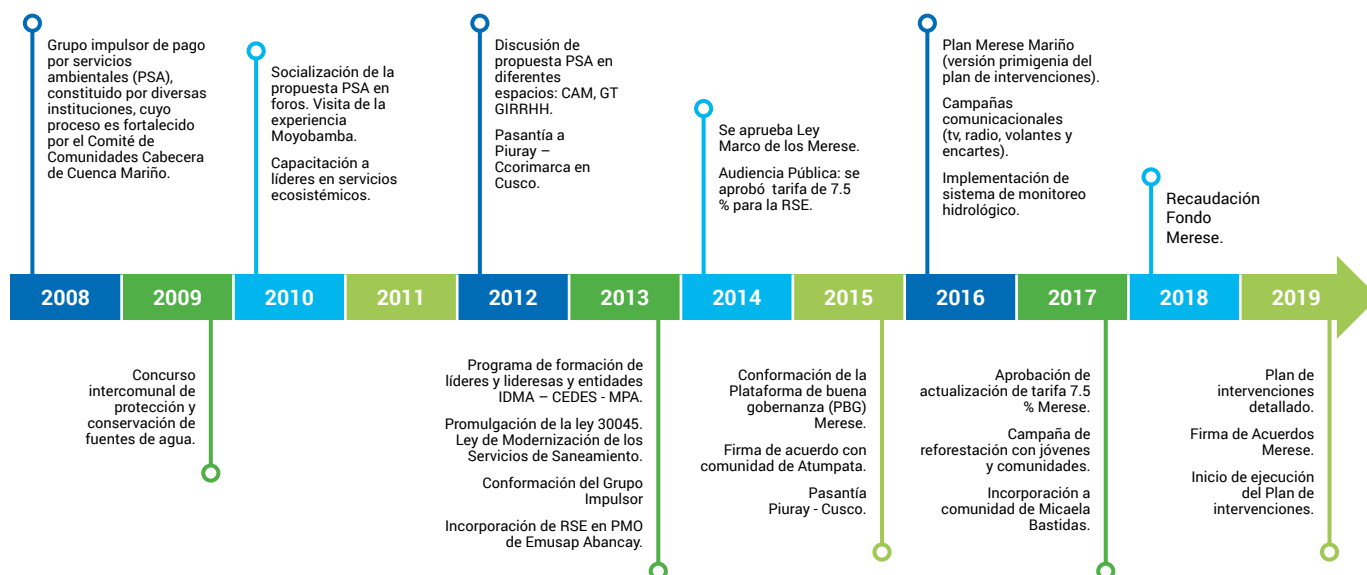 Grupo impulsor de pago
por servicios
ambientales (PSA),
constituido por diversas
instituciones, cuyo
proceso es fortalecido
por el Comité de
Comunidades Cabecera
de Cuenca Mariño.
Socialización de la
propuesta PSA en
foros. Visita de la
experiencia
Moyobamba.
Capacitación a
líderes en servicios
ecosistémicos.
Discusión de
propuesta PSA en
diferentes
espacios: CAM, GT
GIRRHH.
Pasantía a
Piuray –
Ccorimarca en
Cusco.
Se aprueba Ley
Marco de los Merese.
Audiencia Pública: se
aprobó tarifa de 7.5
% para la RSE.
Plan Merese Mariño
(versión primigenia del
plan de intervenciones).
Campañas
comunicacionales
(tv, radio, volantes y
encartes).
Implementación de
sistema de monitoreo
hidrológico.
Recaudación
Fondo
Merese.
2008 2009 2010 2011 2012 2013 2014 2015 2016 2017 2018 2019
Concurso
intercomunal de
protección y
conservación de
fuentes de agua.
Programa de formación de
líderes y lideresas y entidades
IDMA – CEDES - MPA.
Promulgación de la ley 30045.
Ley de Modernización de los
Servicios de Saneamiento.
Conformación del Grupo
Impulsor
Incorporación de RSE en PMO
de Emusap Abancay.
Conformación de la
Plataforma de buena
gobernanza (PBG)
Merese.
Firma de acuerdo con
comunidad de Atumpata.
Pasantía
Piuray - Cusco.
Aprobación de
actualización de tarifa 7.5
% Merese.
Campaña de
reforestación con jóvenes
y comunidades.
Incorporación a
comunidad de Micaela
Bastidas.
Plan de
intervenciones
detallado.
Firma de Acuerdos
Merese.
Inicio de ejecución
del Plan de
intervenciones.